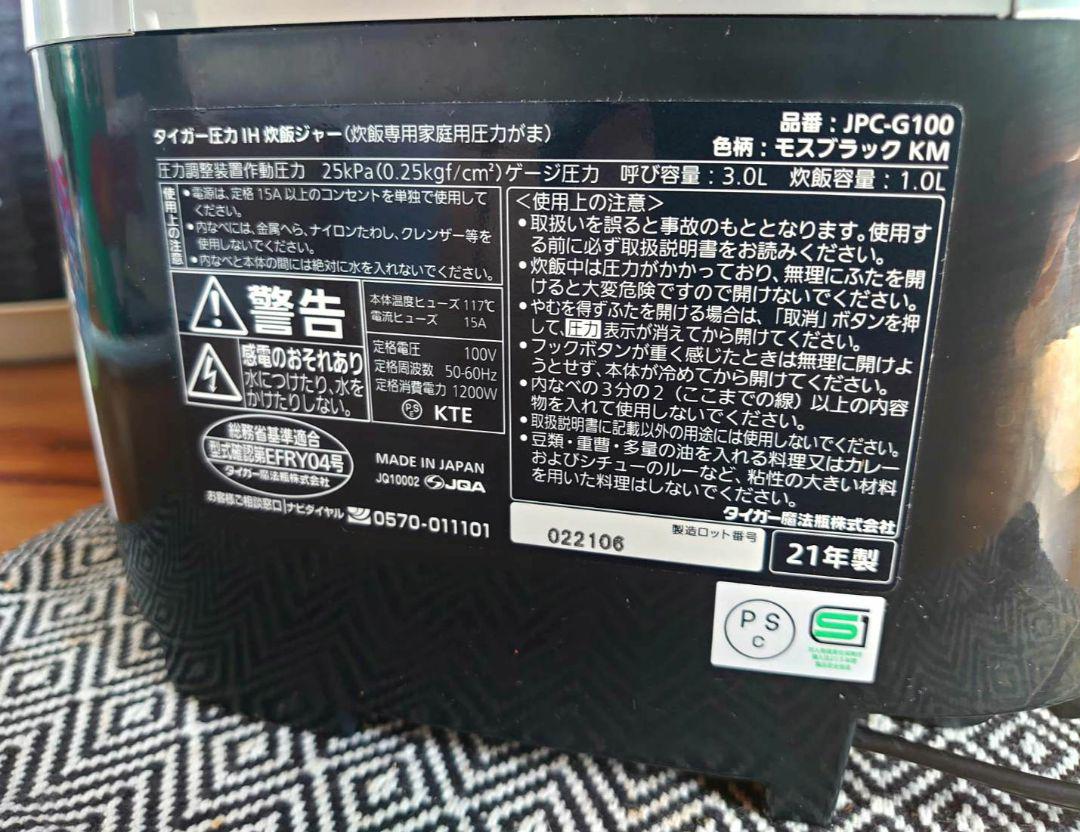 タイガー圧力IH炊飯ジャー(炊飯専用家庭用圧力がま)
品番:JPC-G100
色柄:モスブラック KM
圧力調整装置作動圧力 25kPa(0.25kgf/cm²)ゲージ圧力 呼び容量:3.0L 炊飯容量:1.0L
使用上の注意
•電源は、定格15A以上のコンセントを単独で使用して
ください。
•内なべには、金属へら、ナイロンたわし、クレンザー等を
使用しないでください。
•内なべと本体の間には絶対に水を入れないでください。
警告
感電のおそれあり
水につけたり、水を
かけたりしない。
本体温度ヒューズ 117℃
電流ヒューズ 15A
定格電圧 100V
定格周波数 50-60Hz
定格消費電力 1200W
PSE KTE
総務省基準適合
型式確認第EFRY04号
タイガー魔法瓶株式会社
MADE IN JAPAN
JQ10002 JQA
お客様ご相談窓口 ナビダイヤル 0570-011101
<使用上の注意>
•取扱いを誤ると事故のもととなります。使用す
る前に必ず取扱説明書をお読みください。
•炊飯中は圧力がかかっており、無理にふたを開
けると大変危険ですので開けないでください。
•やむを得ずふたを開ける場合は、「取消」ボタンを押
して、圧力表示が消えてから開けてください。
•フックボタンが重く感じたときは無理に開けよ
うとせず、本体が冷めてから開けてください。
•内なべの3分の2(ここまでの線)以上の内容
物を入れて使用しないでください。
•取扱説明書に記載以外の用途には使用しないでください。
•豆類・重曹・多量の油を入れる料理又はカレー
およびシチューのルーなど、粘性の大きい材料
を用いた料理はしないでください。
タイガー魔法瓶株式会社
製造ロット番号
022106
21年製
PS
C
S